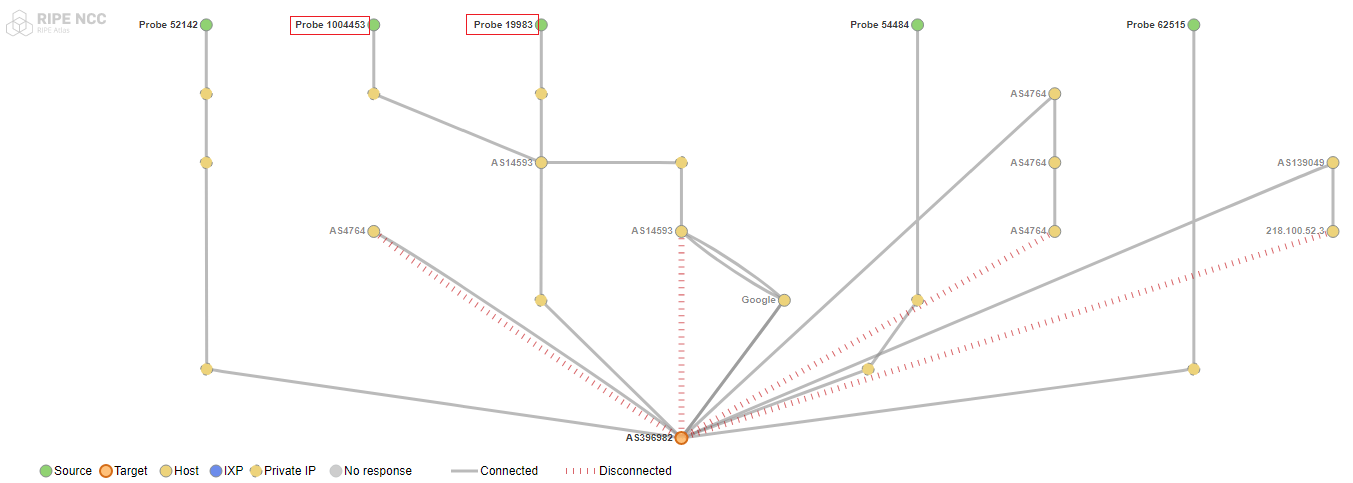 RIPE NCC
RIPE Atlas
Probe 52142
Probe 1004453
Probe 19983
Probe 54484
Probe 62515
AS4764
AS14593
AS4764
AS139049
AS4764
AS14593
AS4764
218.100.52.3
Google
AS396982
Source
Target
Host
IXP
Private IP
No response
Connected
Disconnected